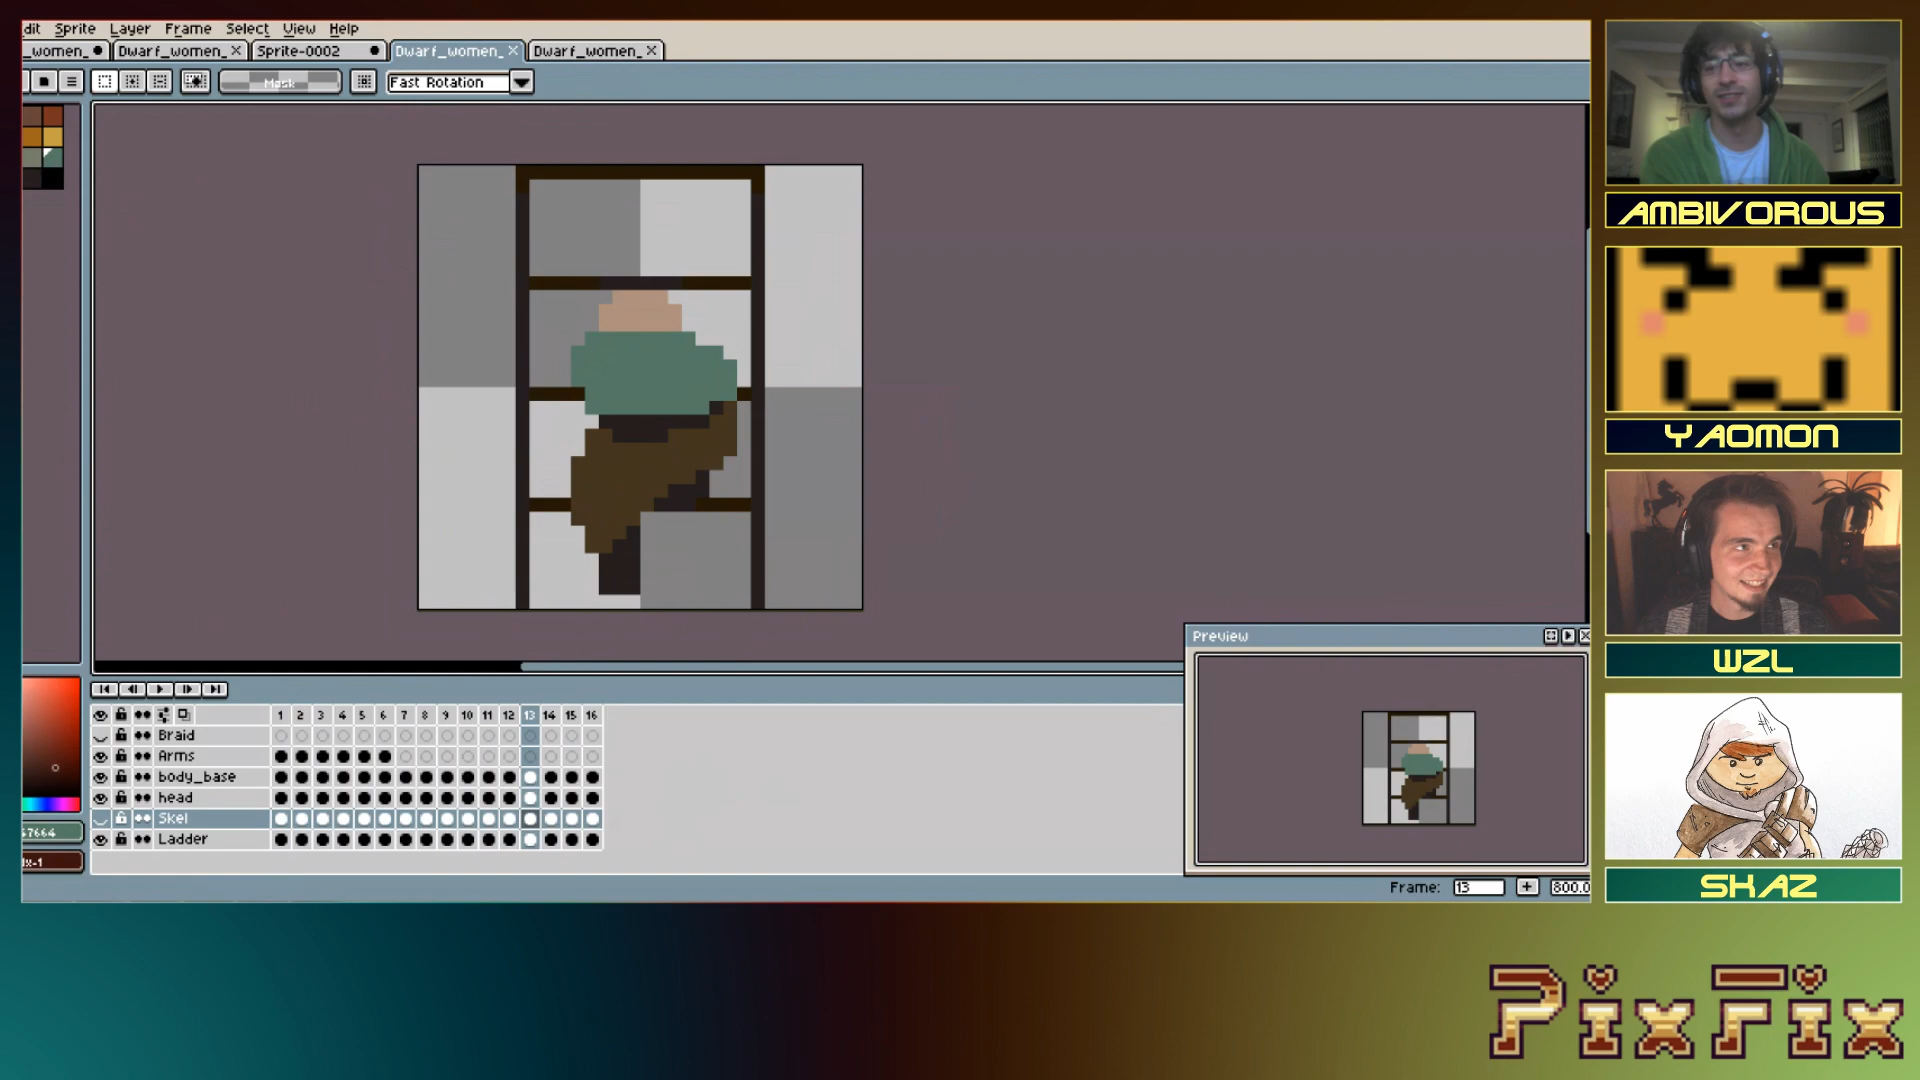 dit Sprite Layer Frame Select View Help
_women_ Dwarf_women_ Sprite-0002 Dwarf_women_ Dwarf_women_
Mask Fast Rotation
AMBIVOROUS
YAOMON
WZL
SKAZ
Preview
1 2 3 4 5 6 7 8 9 10 11 12 13 14 15 16
Braid
Arms
body_base
head
Skel
Ladder
57664
Frame: 13 + 800.0
PixFix